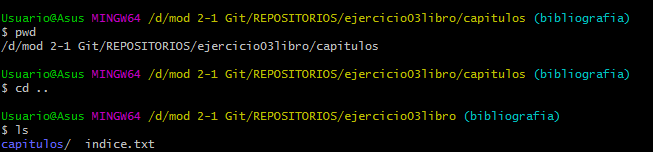 Usuario@Asus MINGW64 /d/mod 2-1 Git/REPOSITORIOS/ejercicio03libro/capitulos (bibliografia)
$ pwd
/d/mod 2-1 Git/REPOSITORIOS/ejercicio03libro/capitulos
Usuario@Asus MINGW64 /d/mod 2-1 Git/REPOSITORIOS/ejercicio03libro/capitulos (bibliografia)
$ cd ..
Usuario@Asus MINGW64 /d/mod 2-1 Git/REPOSITORIOS/ejercicio03libro (bibliografia)
$ ls
capitulos/  indice.txt